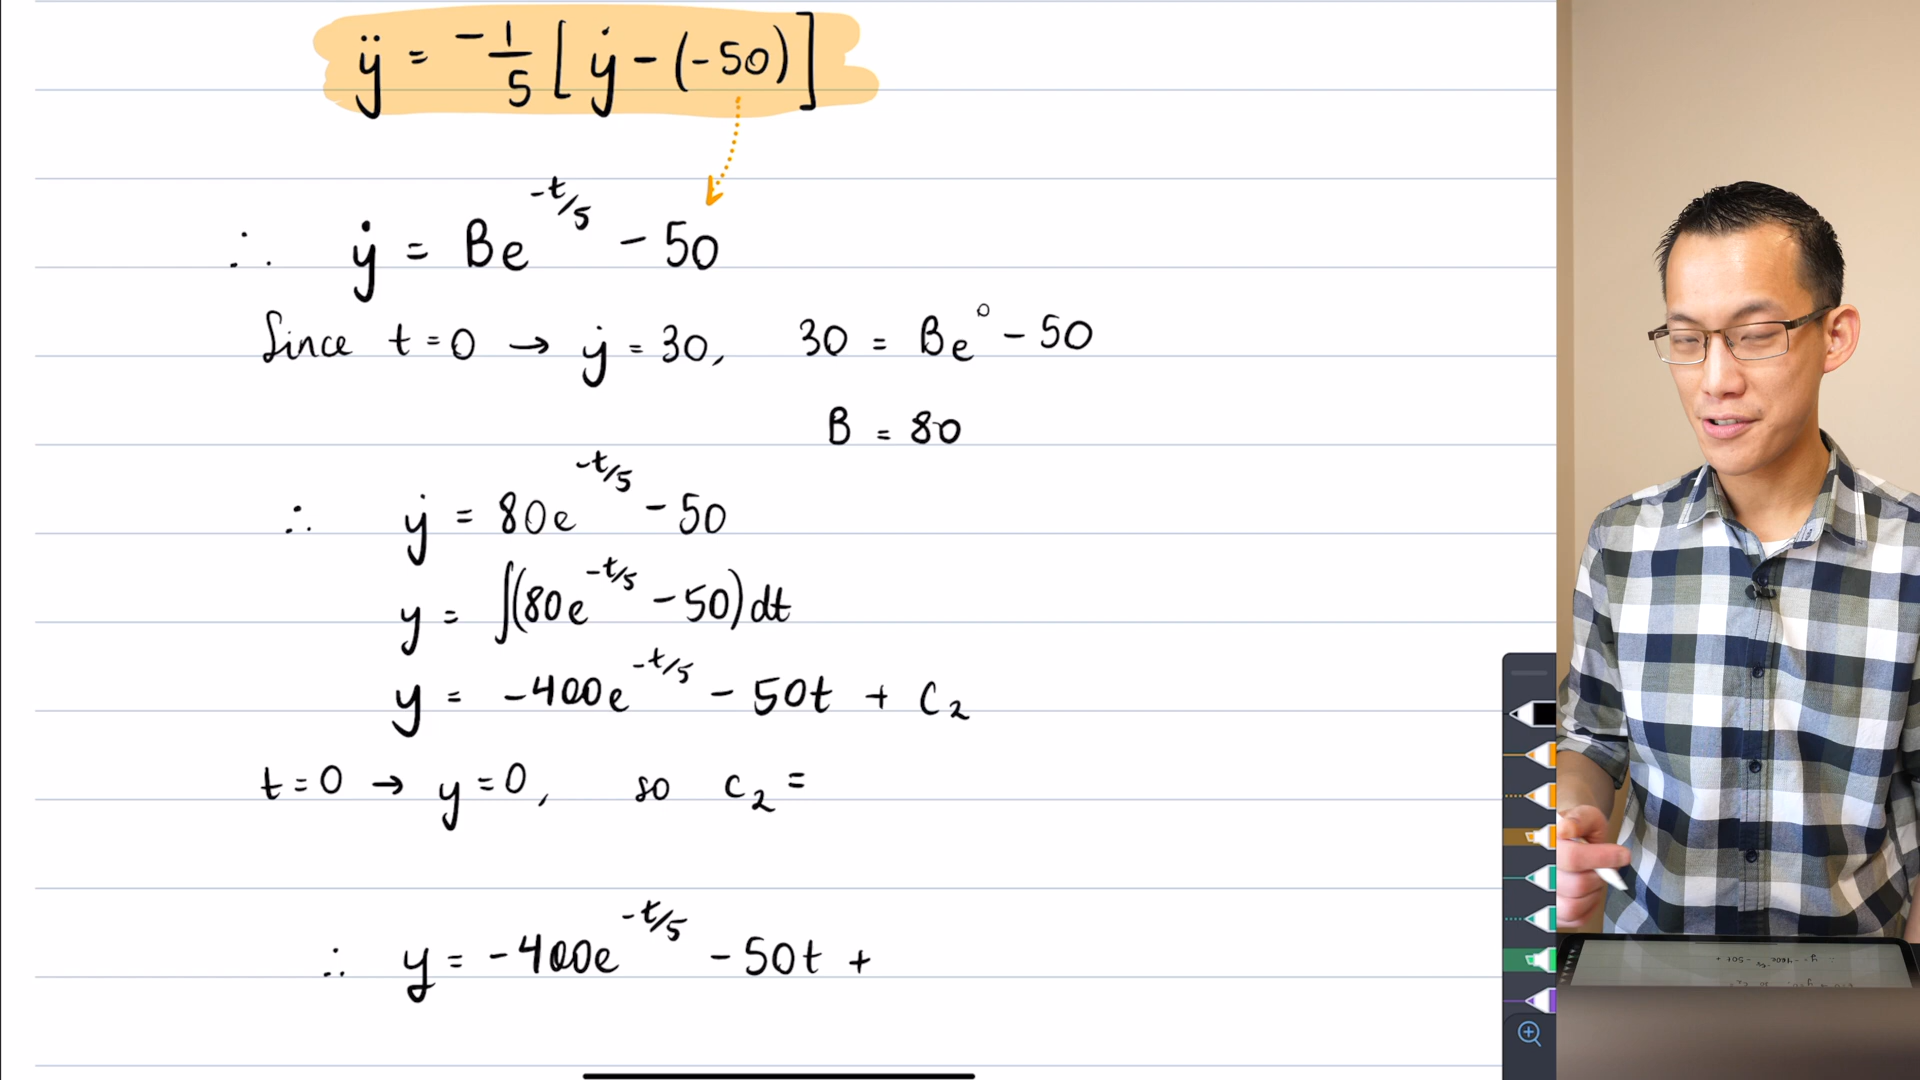 ÿ = -1/5 [ẏ - (-50)]
∴ ẏ = Be^(-t/5) - 50
Since t = 0 → ẏ = 30, 30 = Be^0 - 50
B = 80
∴ ẏ = 80e^(-t/5) - 50
y = ∫(80e^(-t/5) - 50) dt
y = -400e^(-t/5) - 50t + C₂
t = 0 → y = 0, so C₂ =
∴ y = -400e^(-t/5) - 50t +